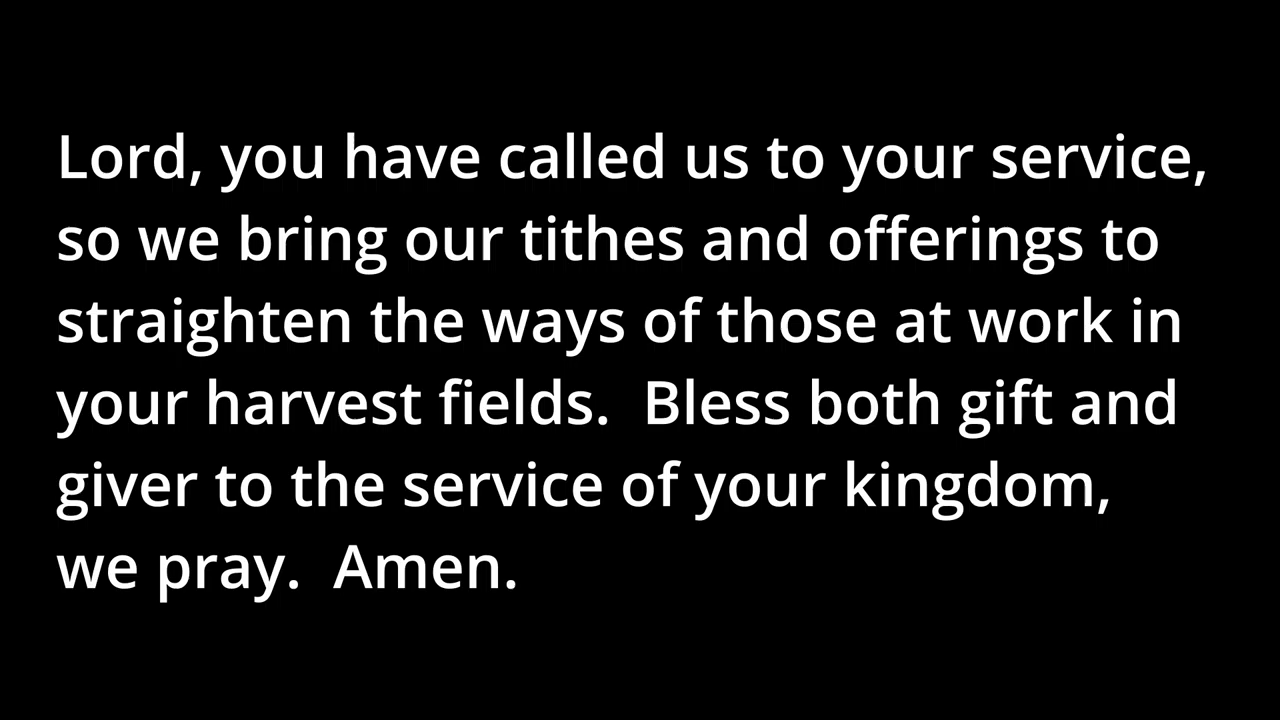 Lord, you have called us to your service,
so we bring our tithes and offerings to
straighten the ways of those at work in
your harvest fields.  Bless both gift and
giver to the service of your kingdom,
we pray.  Amen.